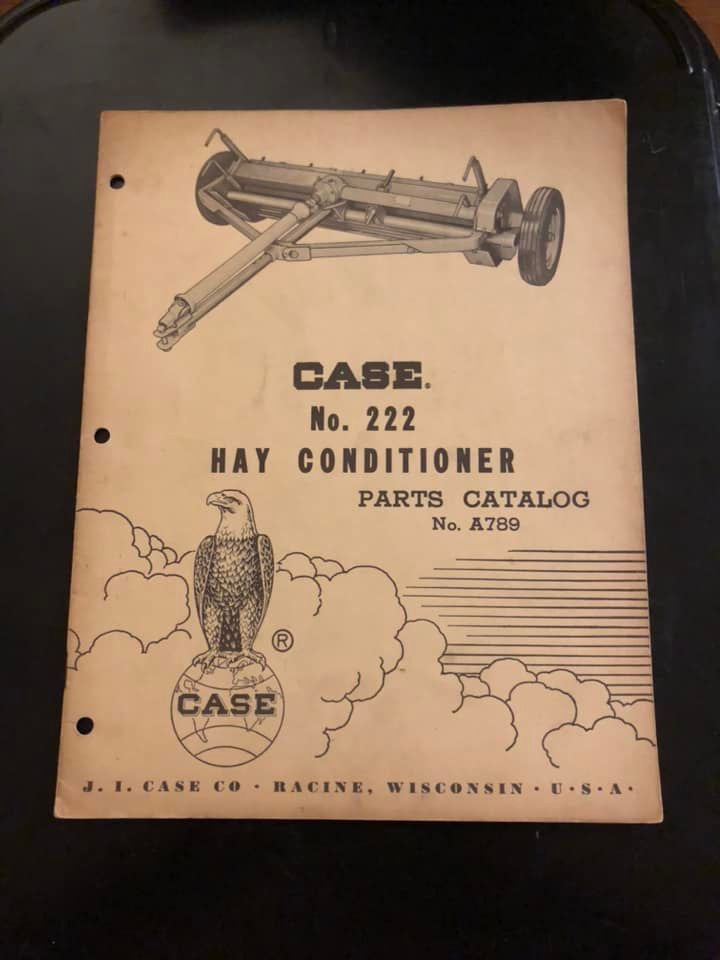 CASE.
No. 222
HAY CONDITIONER
PARTS CATALOG
No. A789
®
CASE
J. I. CASE CO · RACINE, WISCONSIN · U · S · A ·